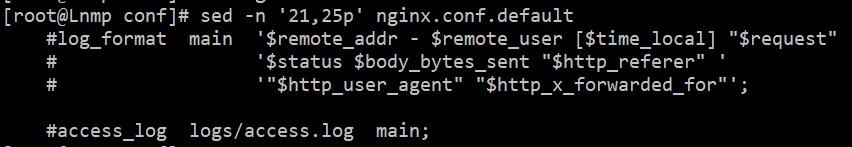 [root@Lnmp conf]# sed -n '21,25p' nginx.conf.default
    #log_format  main  '$remote_addr - $remote_user [$time_local] "$request"
    #                  '$status $body_bytes_sent "$http_referer" '
    #                  '"$http_user_agent" "$http_x_forwarded_for"';
    #access_log  logs/access.log  main;